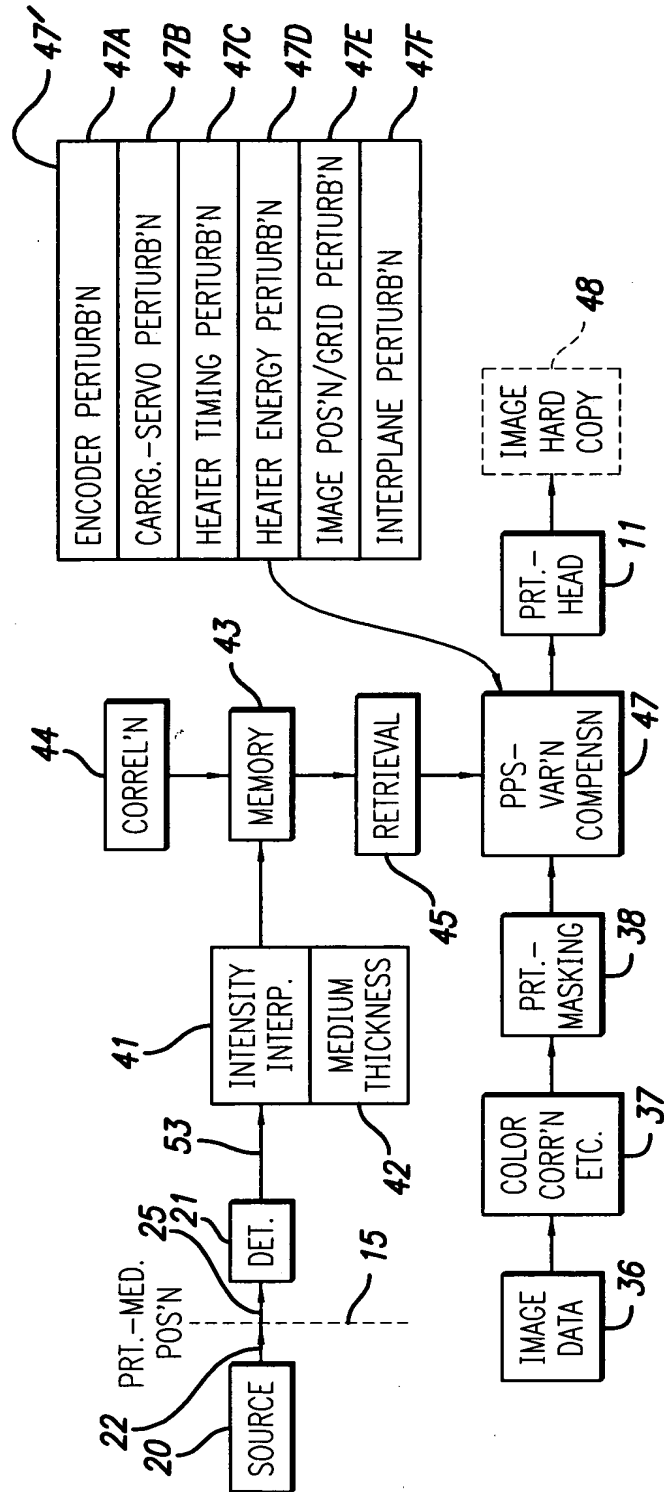 47'
ENCODER PERTURB'N
47A
CARRG.-SERVO PERTURB'N
47B
HEATER TIMING PERTURB'N
47C
HEATER ENERGY PERTURB'N
47D
IMAGE POS'N/GRID PERTURB'N
47E
INTERPLANE PERTURB'N
47F
44
CORREL'N
43
MEMORY
RETRIEVAL
45
PRT.-MED.
POS'N
22
20
SOURCE
25
21
DET.
15
53
41
INTENSITY
INTERP.
MEDIUM
THICKNESS
42
IMAGE
DATA
36
COLOR
CORR'N
ETC.
37
PRT.-
MASKING
38
PPS-
VAR'N
COMPENSN
47
PRT.-
HEAD
11
IMAGE
HARD
COPY
48